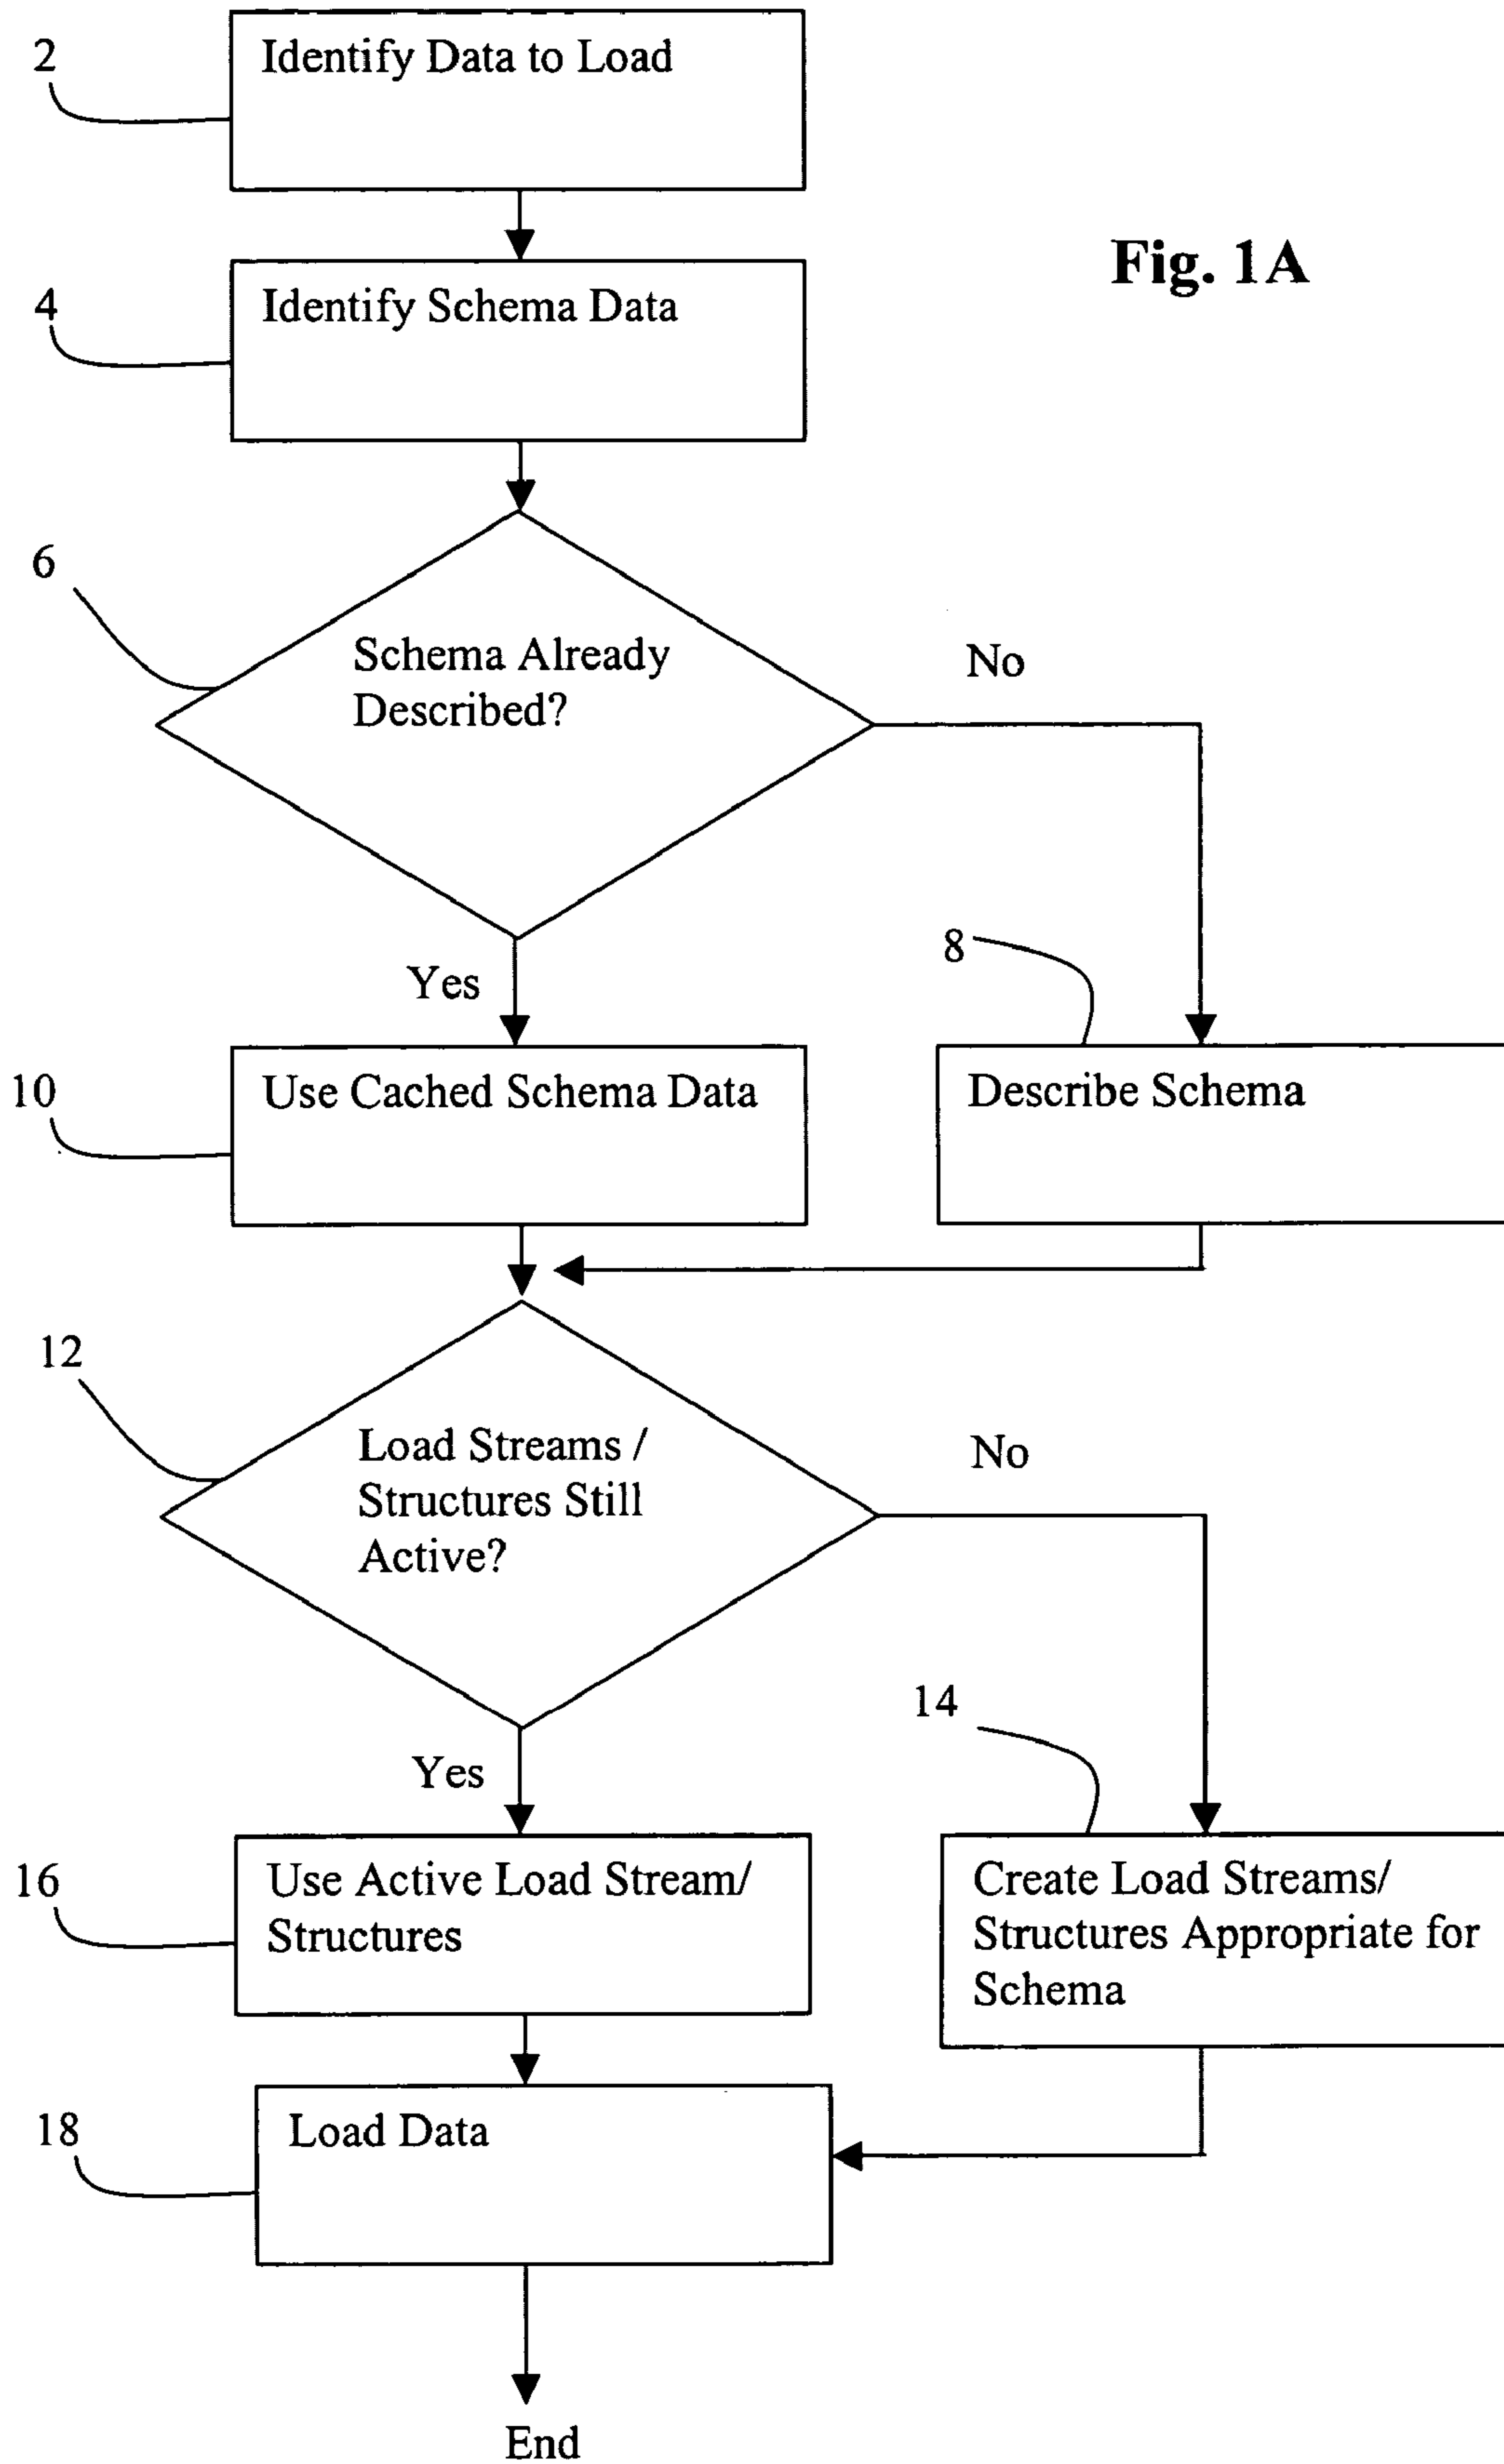 2
Identify Data to Load
Fig. 1A
4
Identify Schema Data
6
Schema Already
Described?
No
Yes
8
10
Use Cached Schema Data
Describe Schema
12
Load Streams /
Structures Still
Active?
No
Yes
14
16
Use Active Load Stream/
Structures
Create Load Streams/
Structures Appropriate for
Schema
18
Load Data
End